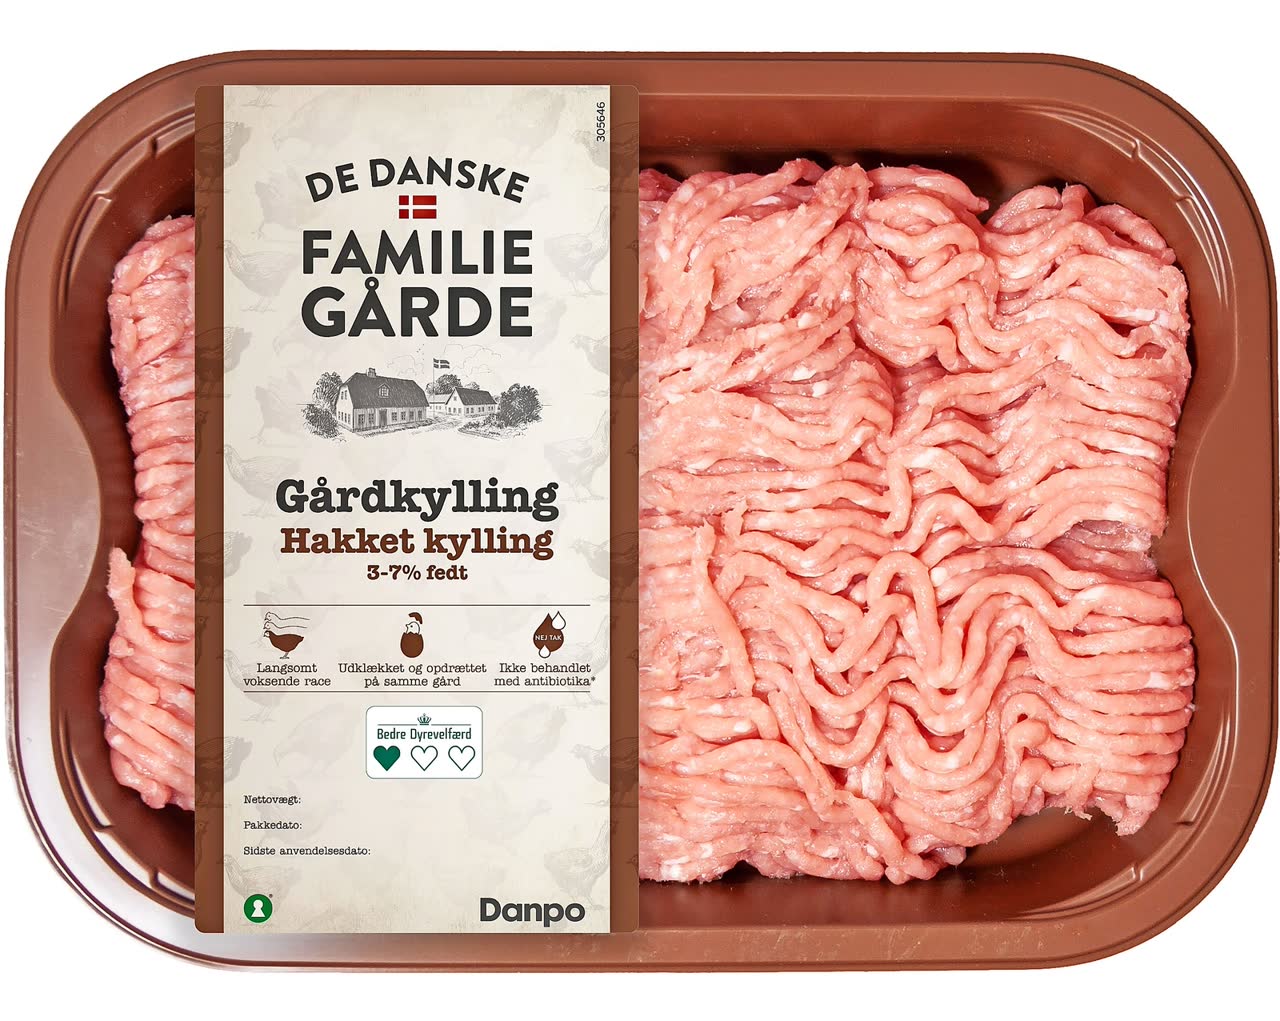 305646
DE DANSKE
FAMILIE
GÅRDE
Gårdkylling
Hakket kylling
3-7% fedt
Langsomt
voksende race
Udklækket og opdrættet
på samme gård
NEJ TAK
Ikke behandlet
med antibiotika*
Bedre Dyrevelfærd
Nettovægt:
Pakkedato:
Sidste anvendelsesdato:
Danpo